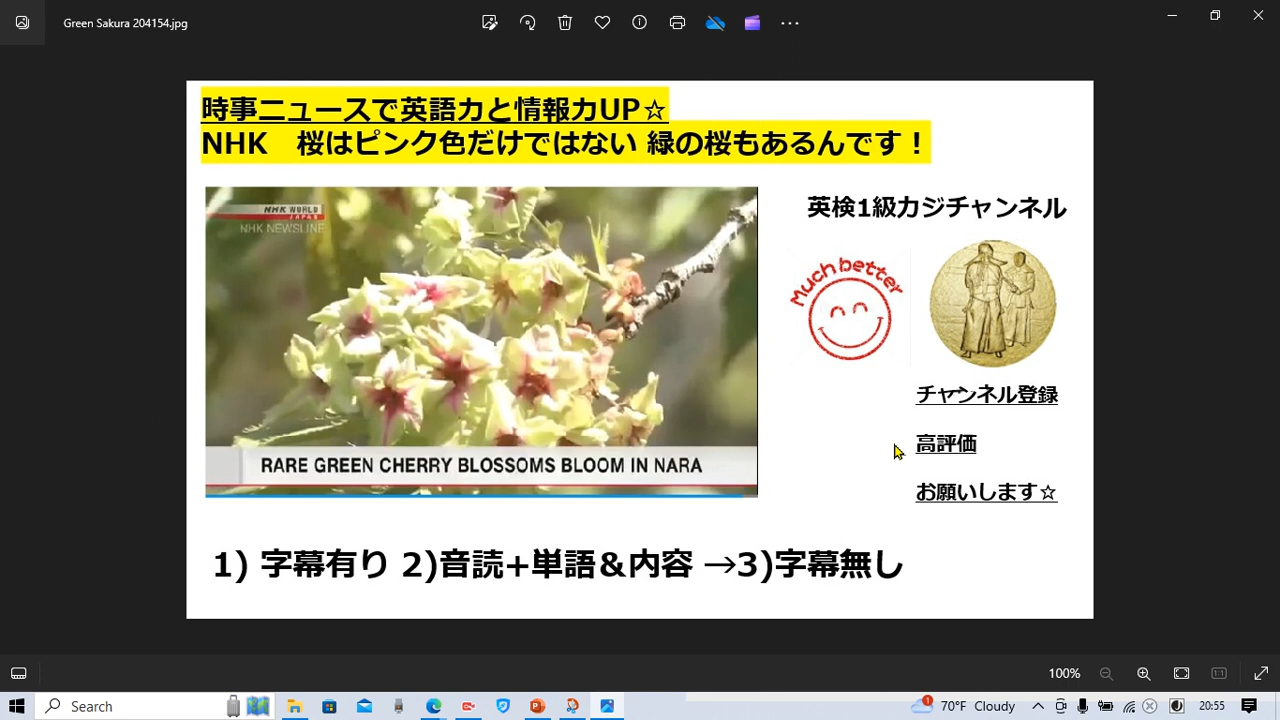 Green Sakura 204154.jpg
時事ニュースで英語力と情報力UP☆
NHK　桜はピンク色だけではない 緑の桜もあるんです！
NHK WORLD
JAPAN
NHK NEWSLINE
RARE GREEN CHERRY BLOSSOMS BLOOM IN NARA
英検1級カジチャンネル
Much better
チャンネル登録
高評価
お願いします☆
1) 字幕有り 2)音読+単語＆内容 →3)字幕無し
100%
1:1
Search
1
70°F Cloudy
20:55